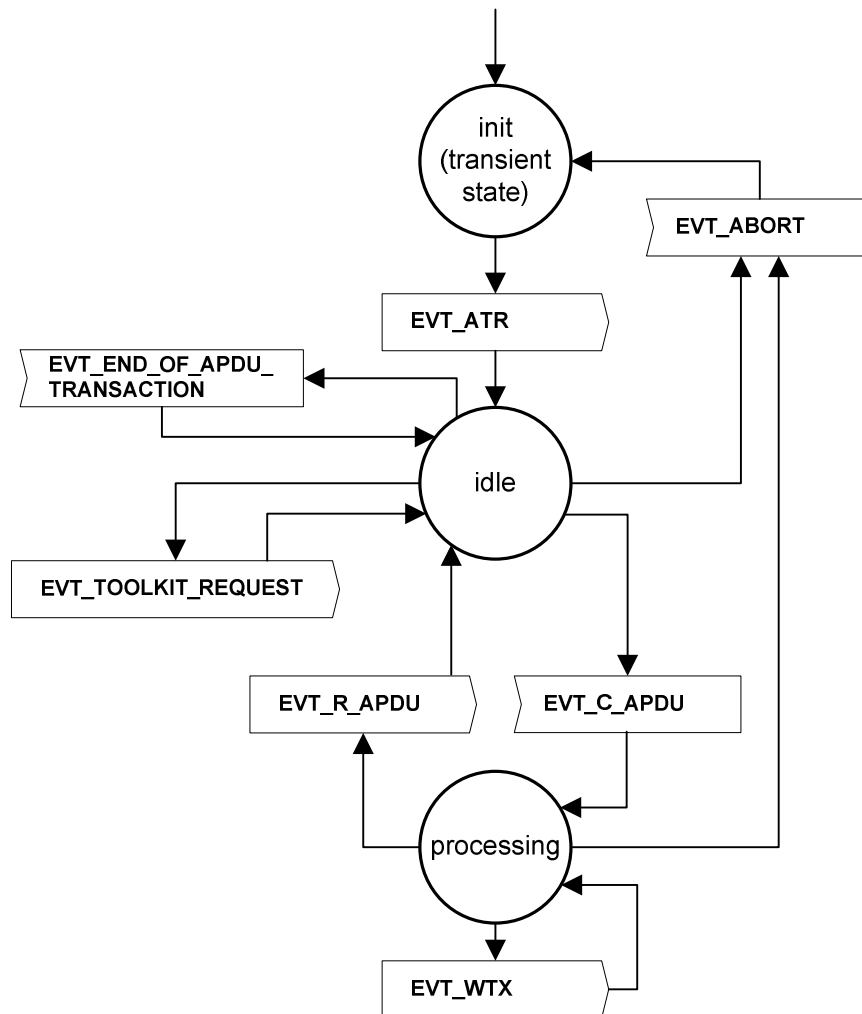 init
(transient
state)
EVT_ABORT
EVT_ATR
EVT_END_OF_APDU_
TRANSACTION
idle
EVT_TOOLKIT_REQUEST
EVT_R_APDU
EVT_C_APDU
processing
EVT_WTX